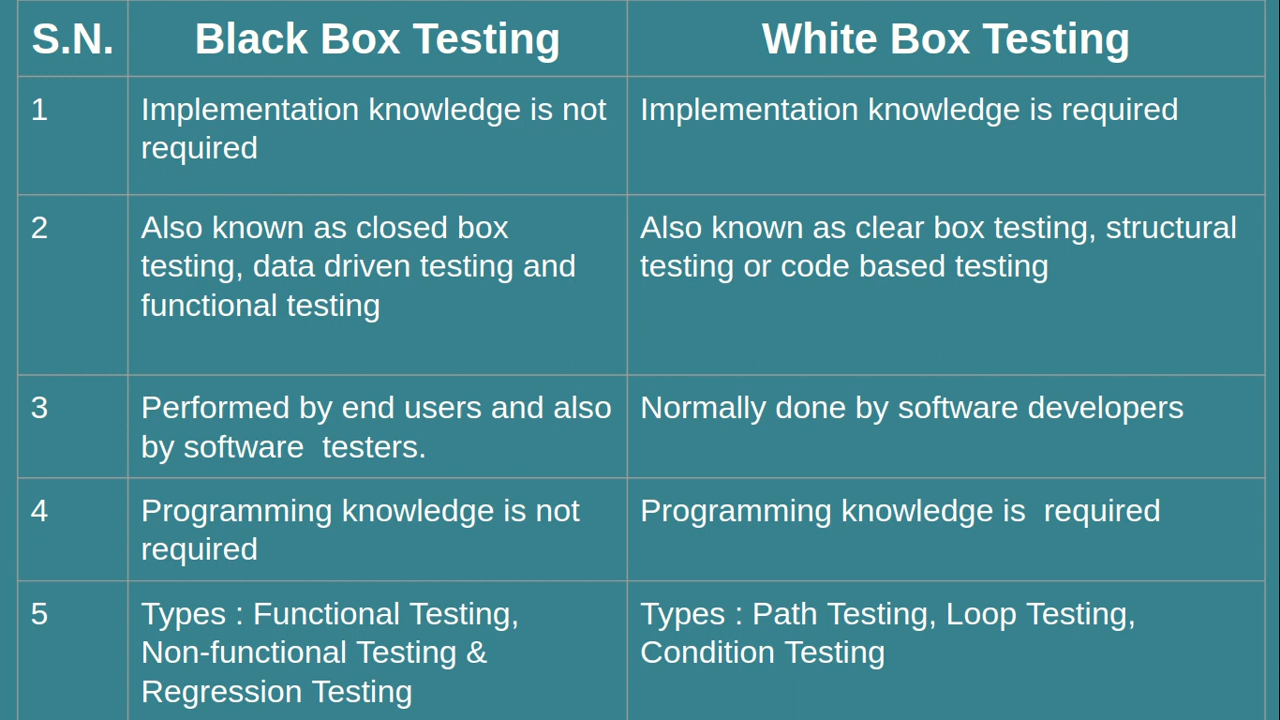 S.N. Black Box Testing White Box Testing
1 Implementation knowledge is not Implementation knowledge is required
required
2 Also known as closed box Also known as clear box testing, structural
testing, data driven testing and testing or code based testing
functional testing
3 Performed by end users and also Normally done by software developers
by software  testers.
4 Programming knowledge is not Programming knowledge is  required
required
5 Types : Functional Testing, Types : Path Testing, Loop Testing,
Non-functional Testing & Condition Testing
Regression Testing